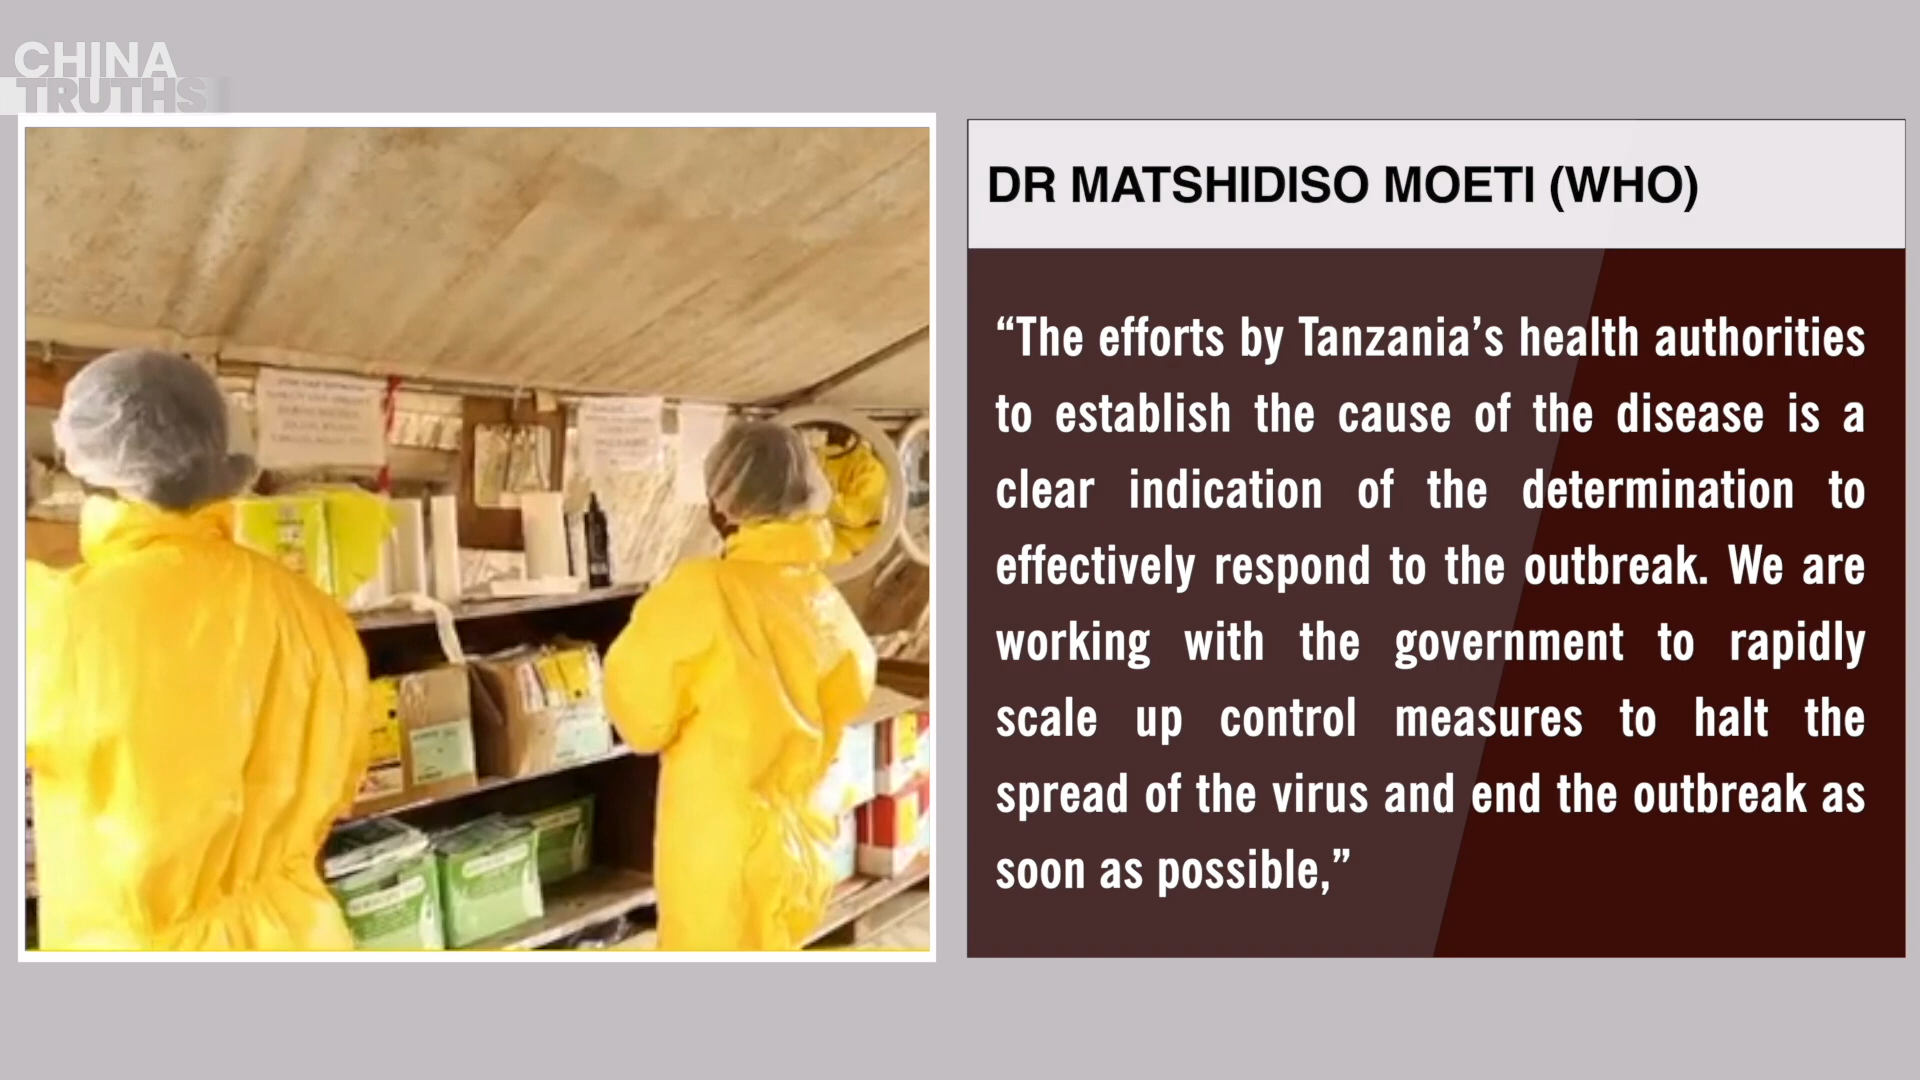 CHINA
TRUTHS
DR MATSHIDISO MOETI (WHO)
“The efforts by Tanzania’s health authorities
to establish the cause of the disease is a
clear indication of the determination to
effectively respond to the outbreak. We are
working with the government to rapidly
scale up control measures to halt the
spread of the virus and end the outbreak as
soon as possible,”